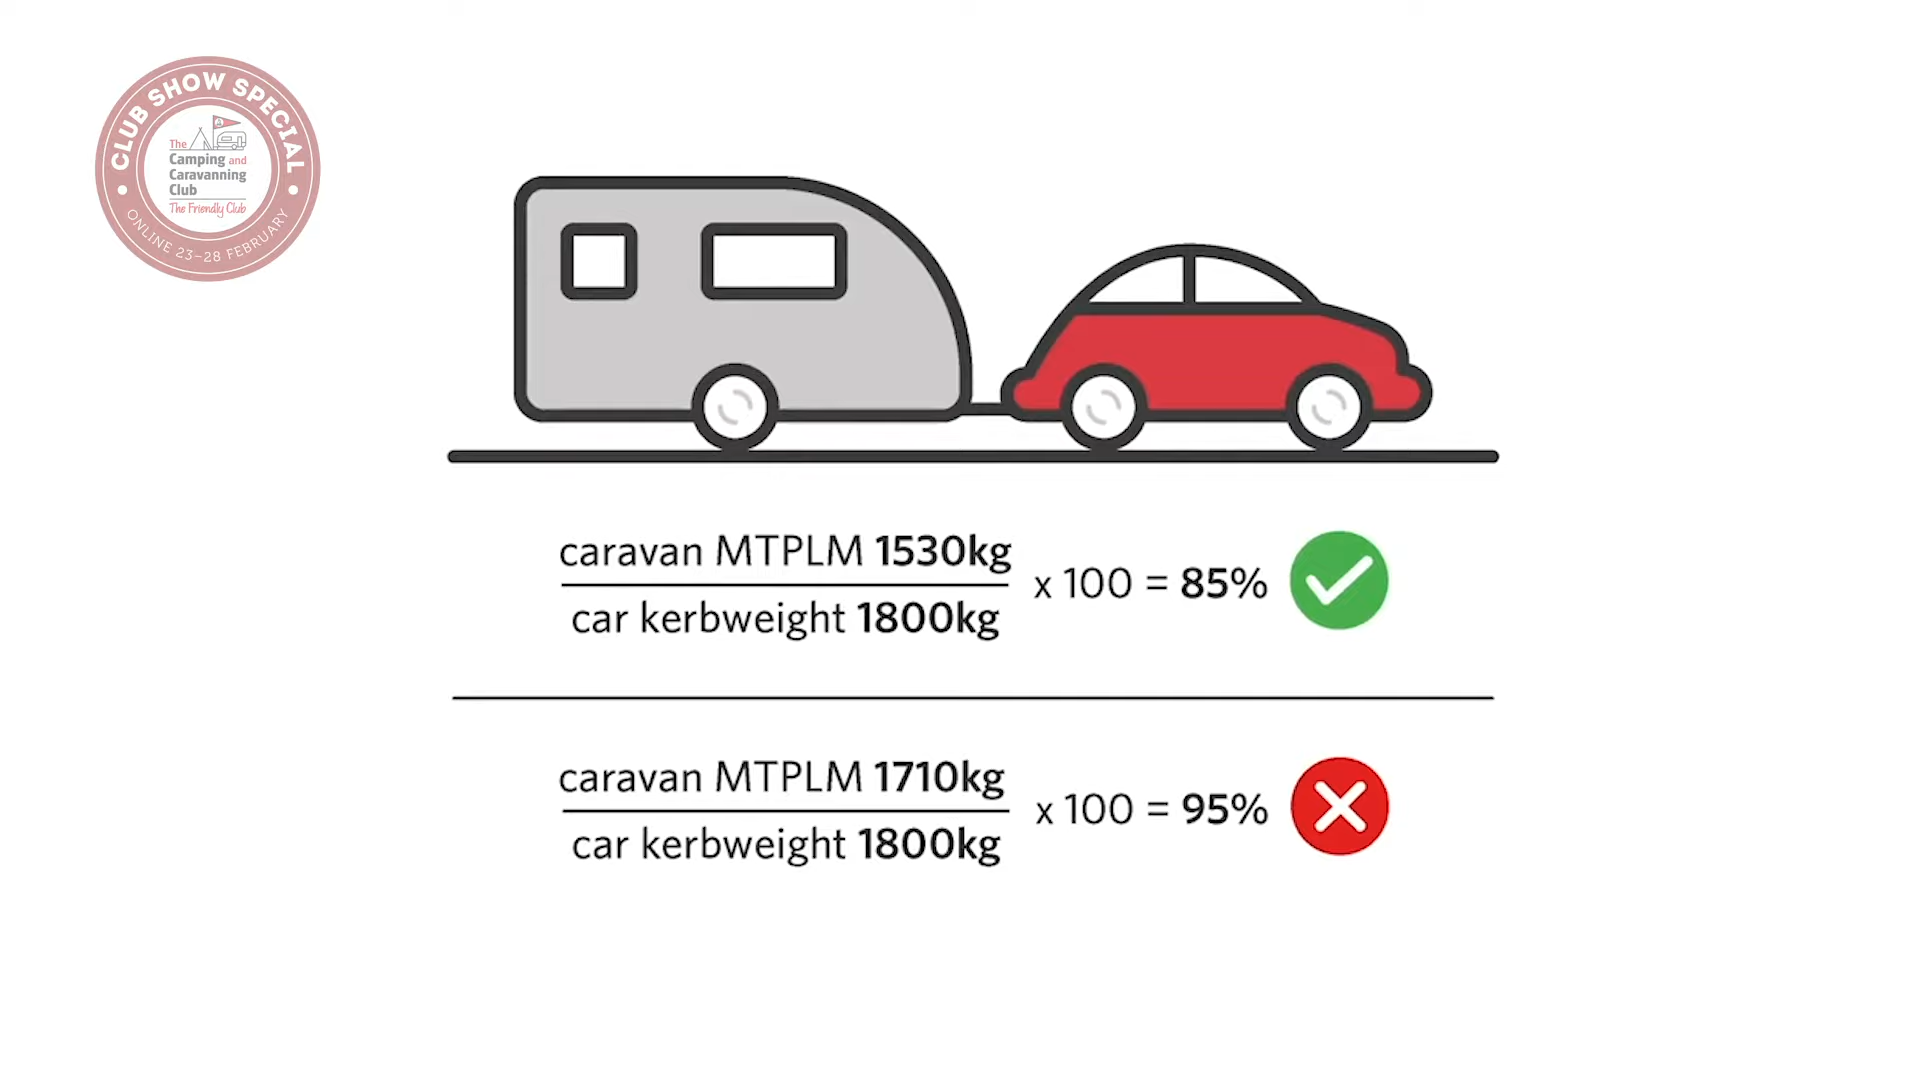 CLUB SHOW SPECIAL
The
Camping and
Caravanning
Club
The Friendly Club
ONLINE 23–28 FEBRUARY
caravan MTPLM 1530kg
car kerbweight 1800kg
x 100 = 85%
caravan MTPLM 1710kg
car kerbweight 1800kg
x 100 = 95%